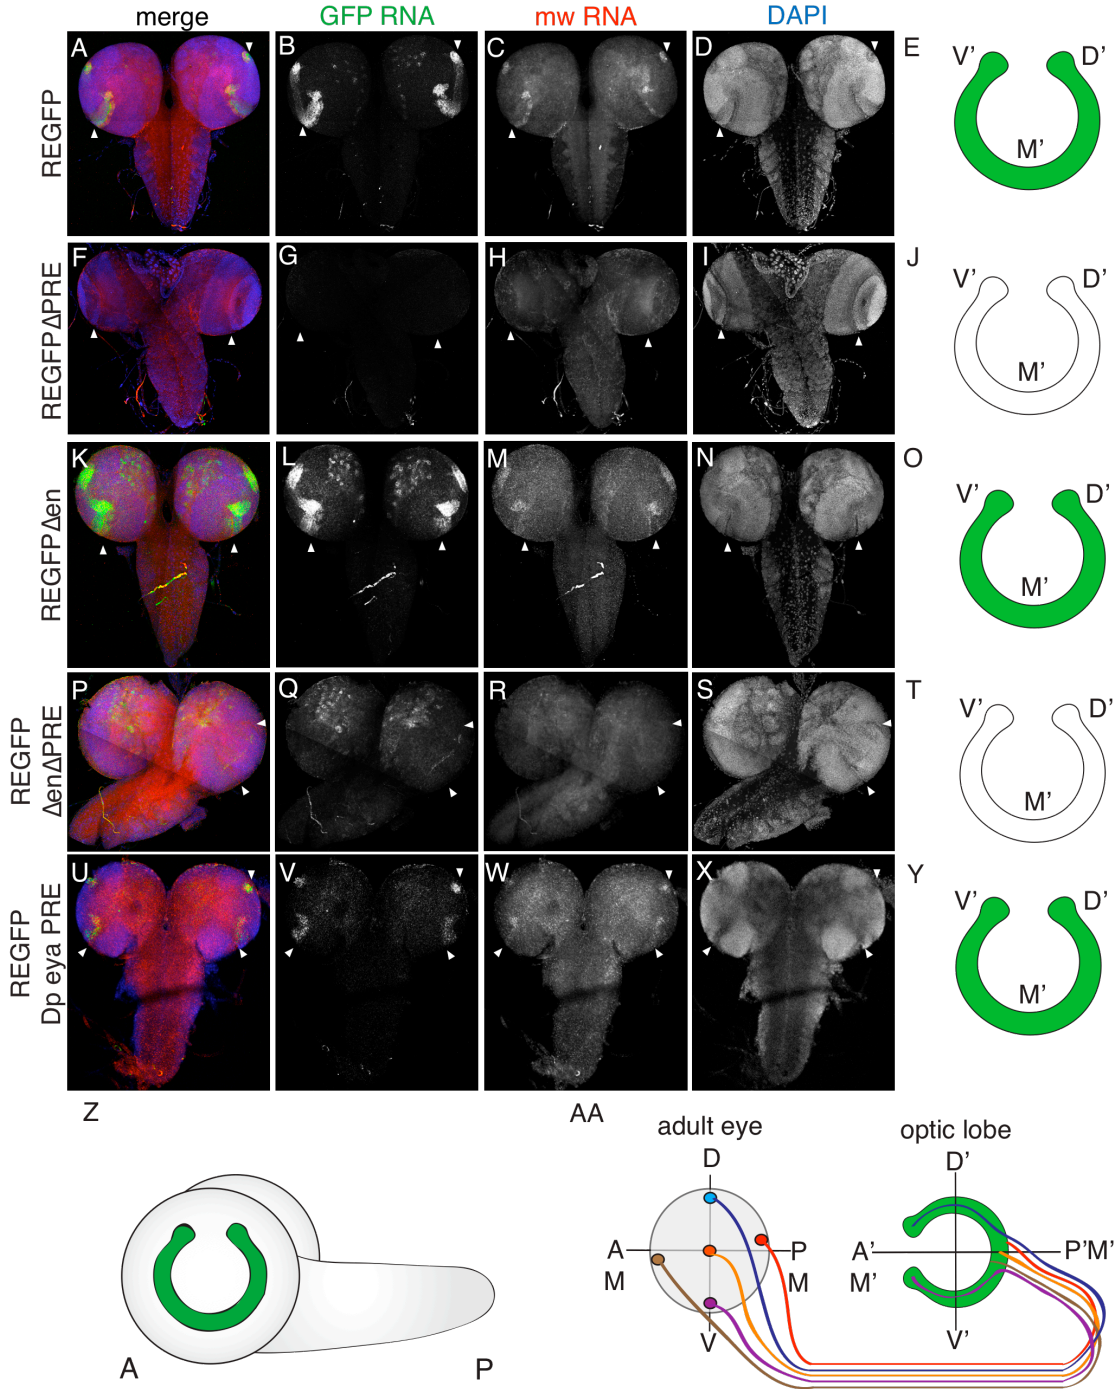 merge GFP RNA mw RNA DAPI
A B C D E
V' D'
M'
REGFP
F G H I J
V' D'
M'
REGFPΔPRE
K L M N O
V' D'
M'
REGFPΔen
P Q R S T
V' D'
M'
REGFP
ΔenΔPRE
U V W X Y
V' D'
M'
REGFP
Dp eya PRE
Z AA
adult eye optic lobe
D D'
A P A' P'M'
M M M'
V V'
A P